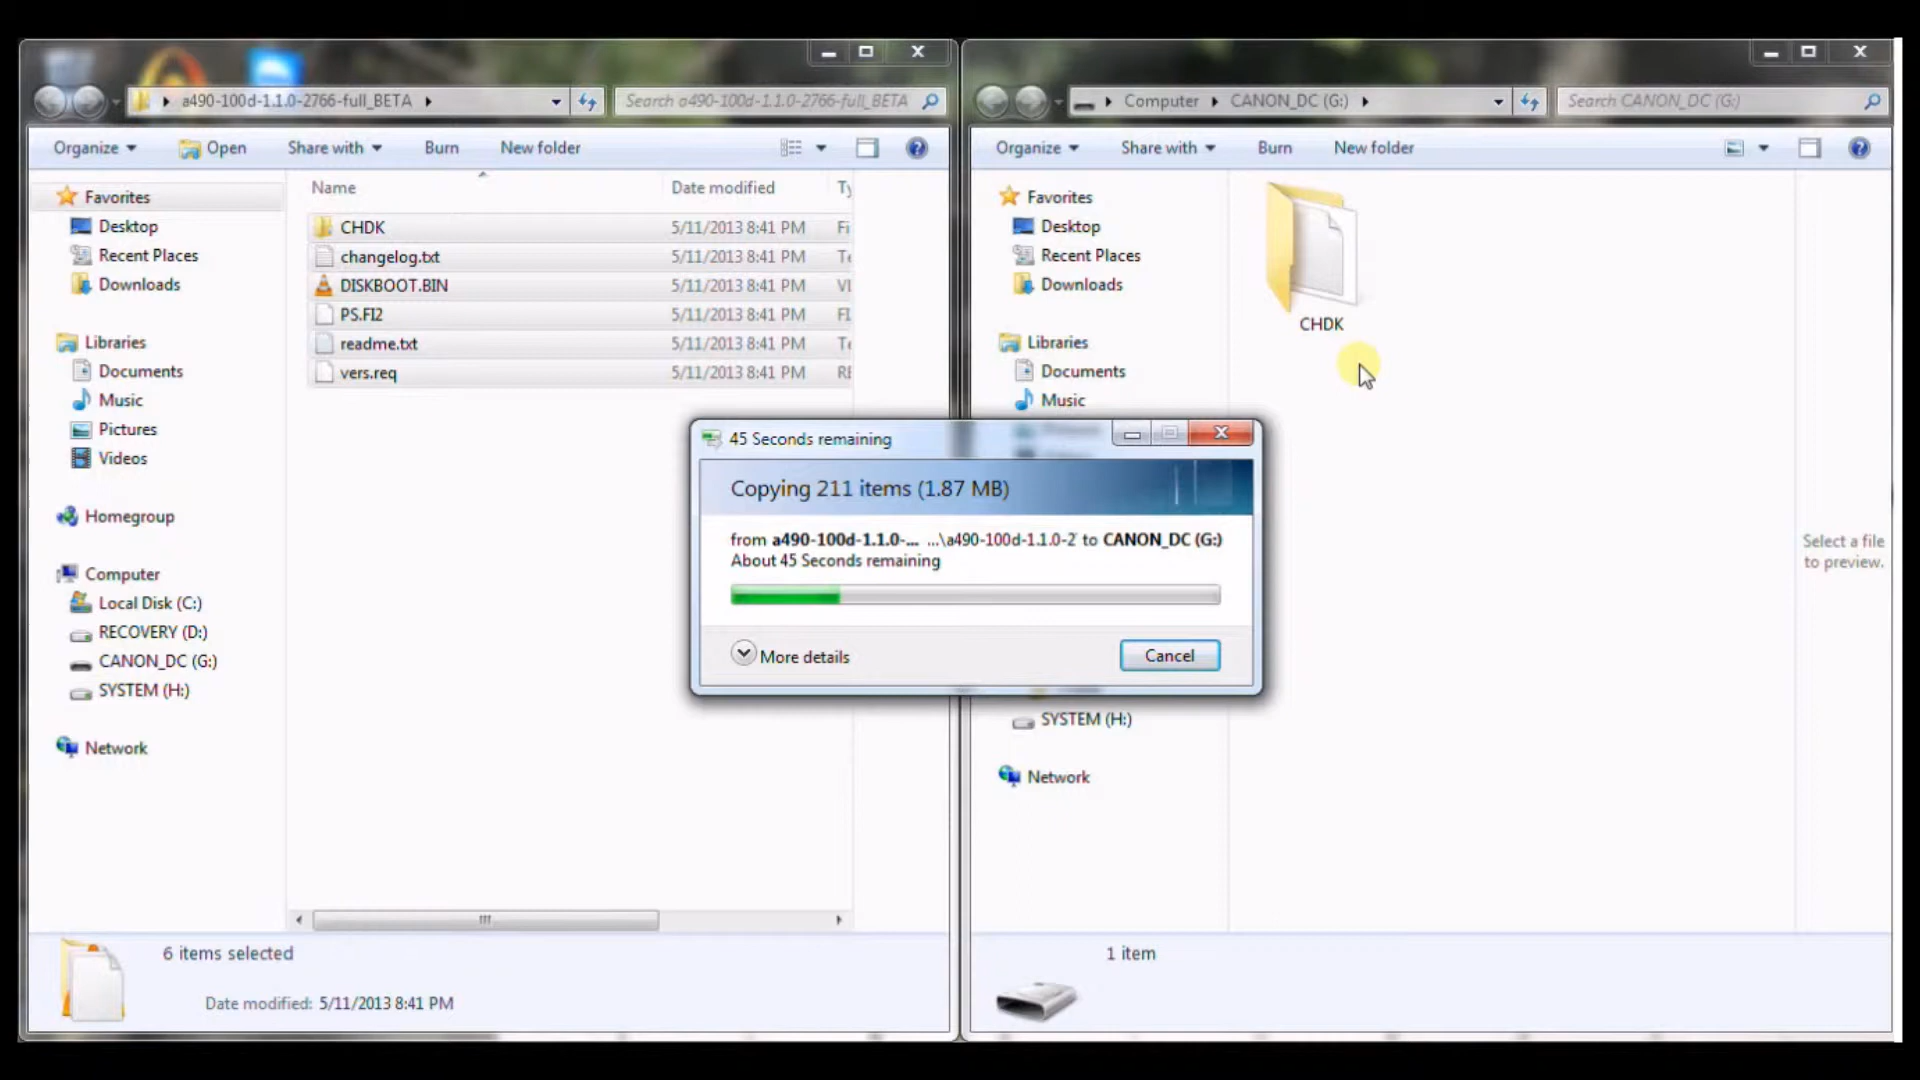 a490-100d-1.1.0-2766-full_BETA
Search a490-100d-1.1.0-2766-full_BETA
Organize
Open
Share with
Burn
New folder
Favorites
Desktop
Recent Places
Downloads
Libraries
Documents
Music
Pictures
Videos
Homegroup
Computer
Local Disk (C:)
RECOVERY (D:)
CANON_DC (G:)
SYSTEM (H:)
Network
Name Date modified Ty
CHDK 5/11/2013 8:41 PM Fi
changelog.txt 5/11/2013 8:41 PM Te
DISKBOOT.BIN 5/11/2013 8:41 PM VI
PS.FI2 5/11/2013 8:41 PM FI
readme.txt 5/11/2013 8:41 PM Te
vers.req 5/11/2013 8:41 PM RE
6 items selected
Date modified: 5/11/2013 8:41 PM
Computer CANON_DC (G:)
Search CANON_DC (G:)
Organize
Share with
Burn
New folder
Favorites
Desktop
Recent Places
Downloads
Libraries
Documents
Music
SYSTEM (H:)
Network
CHDK
Select a file
to preview.
1 item
45 Seconds remaining
Copying 211 items (1.87 MB)
from a490-100d-1.1.0-... ...\a490-100d-1.1.0-2 to CANON_DC (G:)
About 45 Seconds remaining
More details
Cancel